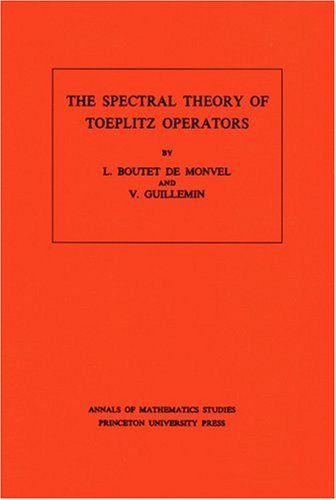 THE SPECTRAL THEORY OF
TOEPLITZ OPERATORS
BY
L. BOUTET DE MONVEL
AND
V. GUILLEMIN
ANNALS OF MATHEMATICS STUDIES
PRINCETON UNIVERSITY PRESS